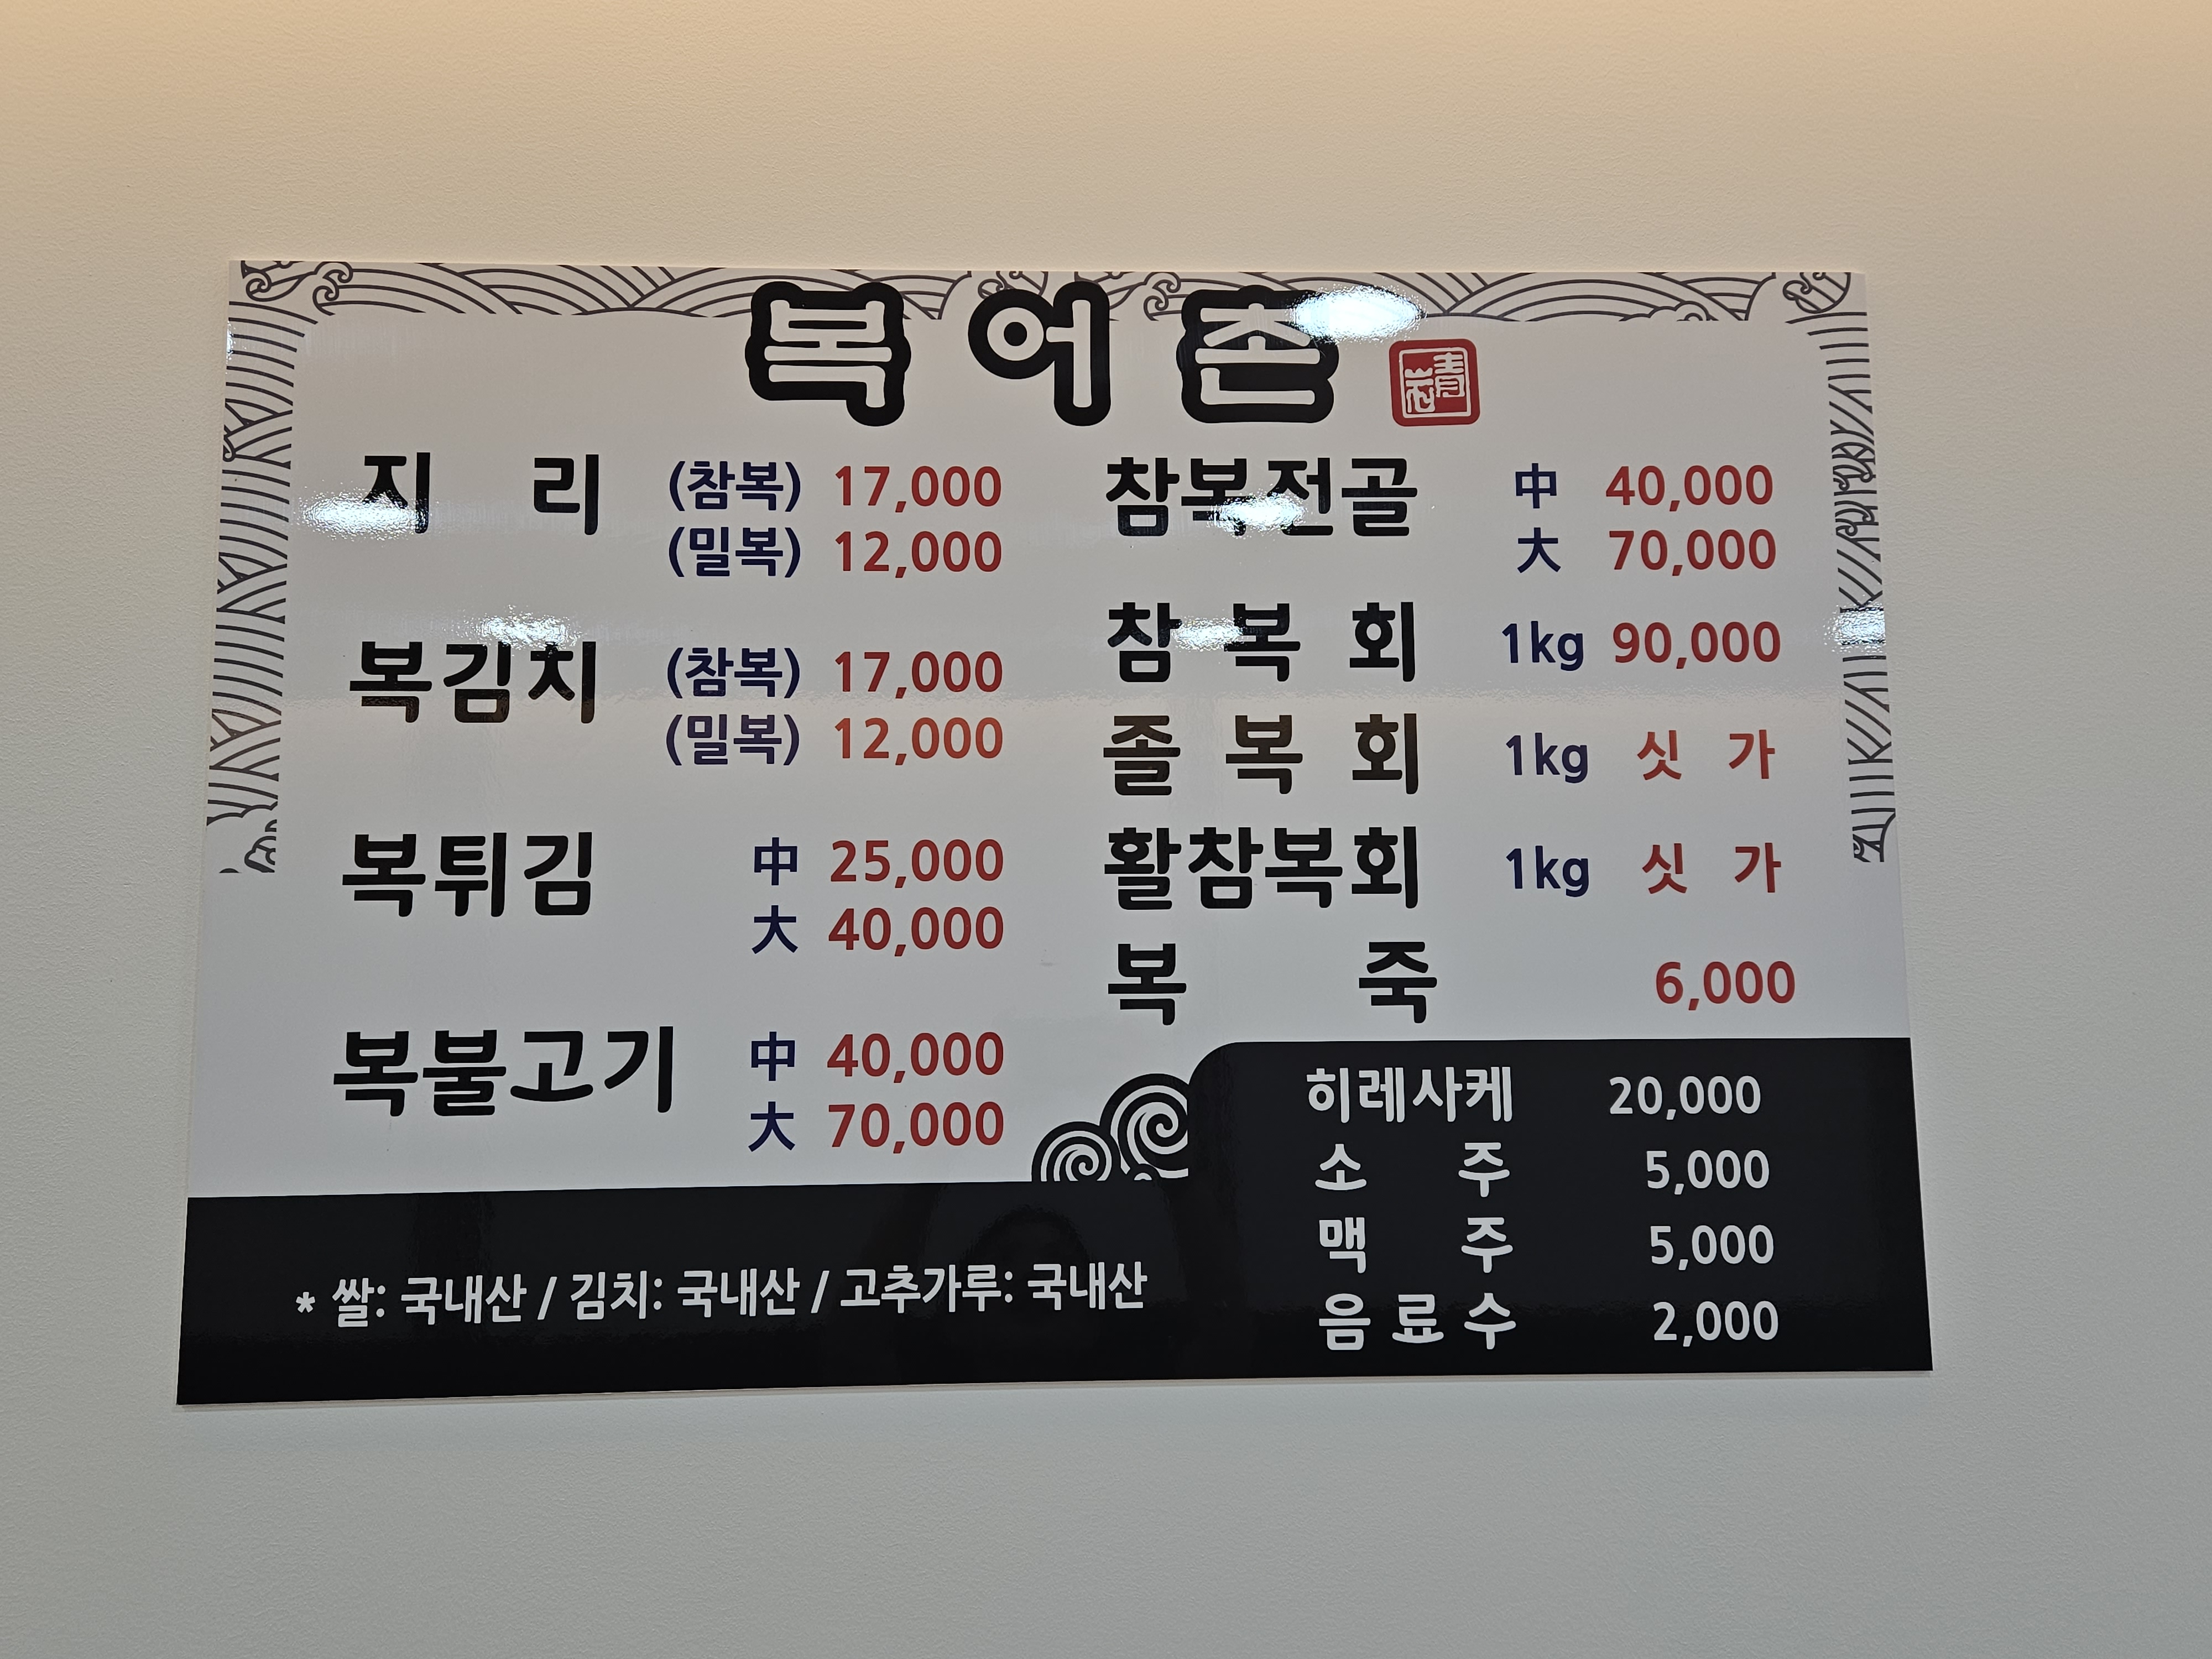 복어촌
지리 (참복) 17,000
(밀복) 12,000
복김치 (참복) 17,000
(밀복) 12,000
복튀김 中 25,000
大 40,000
복불고기 中 40,000
大 70,000
참복전골 中 40,000
大 70,000
참복회 1kg 90,000
졸복회 1kg 싯가
활참복회 1kg 싯가
복죽 6,000
히레사케 20,000
소주 5,000
맥주 5,000
음료수 2,000
* 쌀: 국내산 / 김치: 국내산 / 고추가루: 국내산